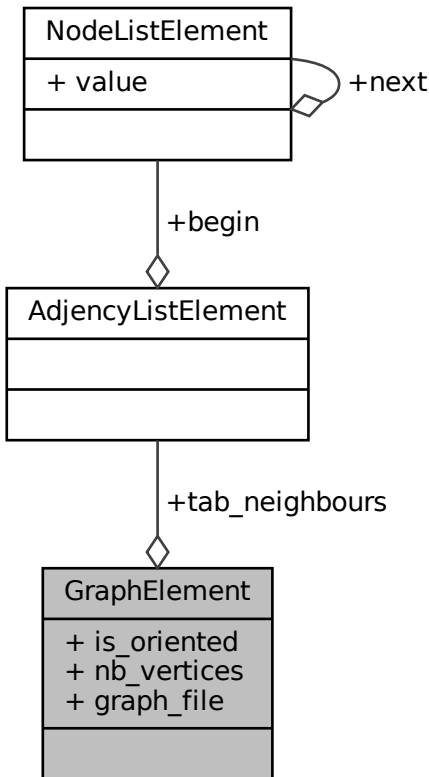 NodeListElement
+ value
+next
+begin
AdjencyListElement
+tab_neighbours
GraphElement
+ is_oriented
+ nb_vertices
+ graph_file